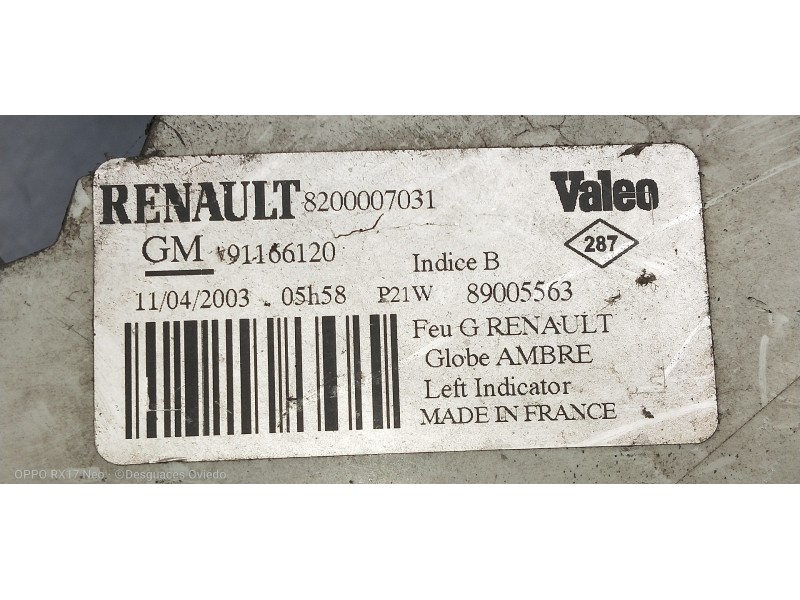 RENAULT 8200007031 Valeo
GM 91166120 287
Indice B
11/04/2003 05h58 P21W 89005563
Feu G RENAULT
Globe AMBRE
Left Indicator
MADE IN FRANCE
OPPO RX17 Neo ©Desguaces Oviedo